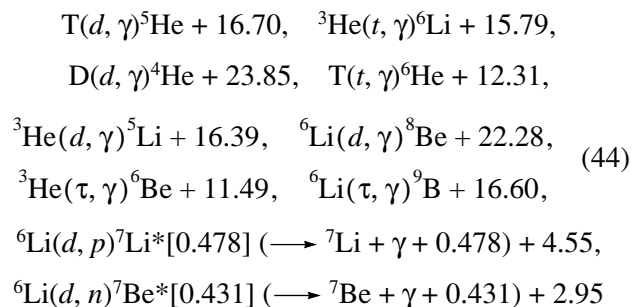 T(d, γ)⁵He + 16.70, ³He(t, γ)⁶Li + 15.79,
D(d, γ)⁴He + 23.85, T(t, γ)⁶He + 12.31,
³He(d, γ)⁵Li + 16.39, ⁶Li(d, γ)⁸Be + 22.28,
(44)
³He(τ, γ)⁶Be + 11.49, ⁶Li(τ, γ)⁹B + 16.60,
⁶Li(d, p)⁷Li*[0.478] (⟶ ⁷Li + γ + 0.478) + 4.55,
⁶Li(d, n)⁷Be*[0.431] (⟶ ⁷Be + γ + 0.431) + 2.95